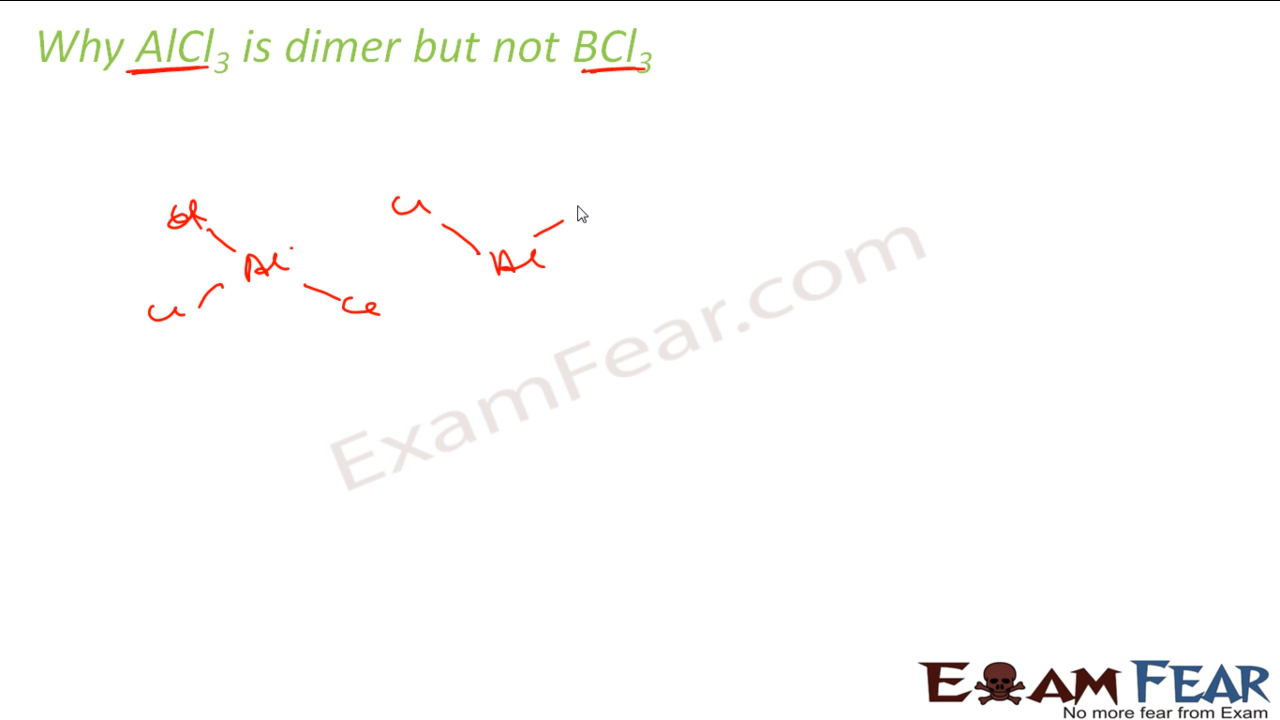 Why AlCl₃ is dimer but not BCl₃
Cl
Al
Cl
Cl
Cl
Al
ExamFear.com
EXAM FEAR
No more fear from Exam